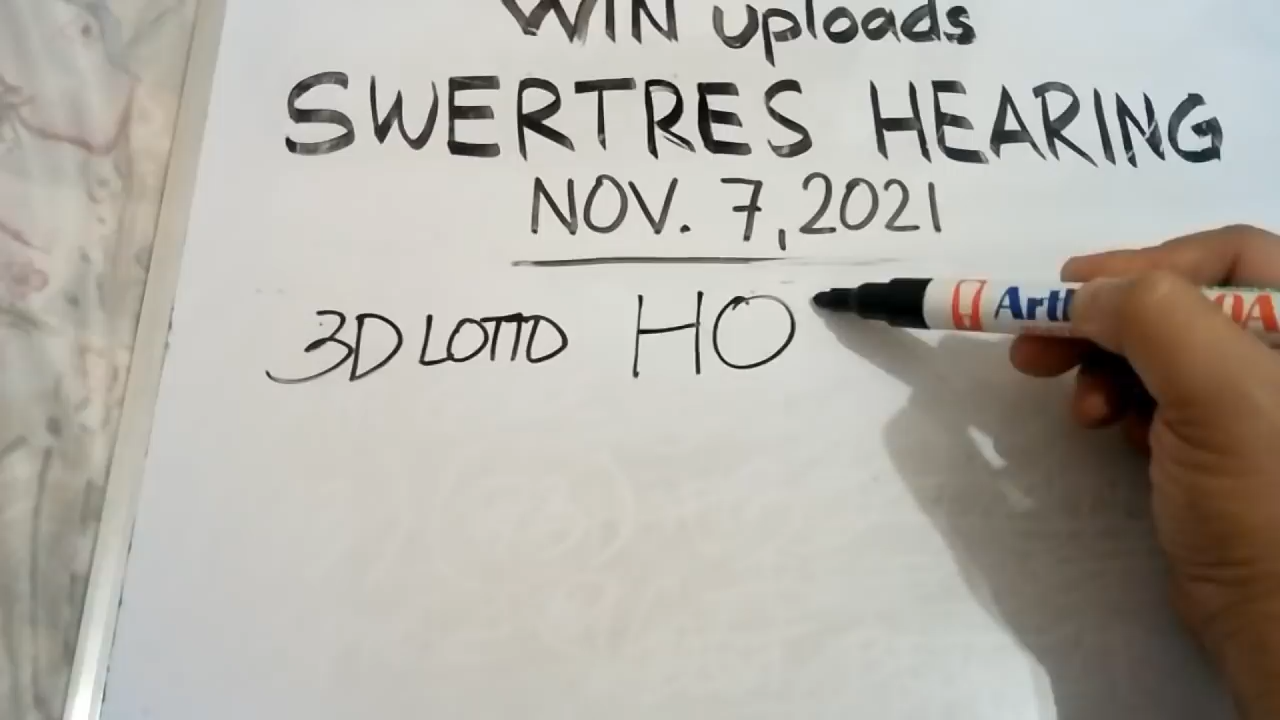 WIN uploads
SWERTRES HEARING
NOV. 7, 2021
3D LOTTO HO